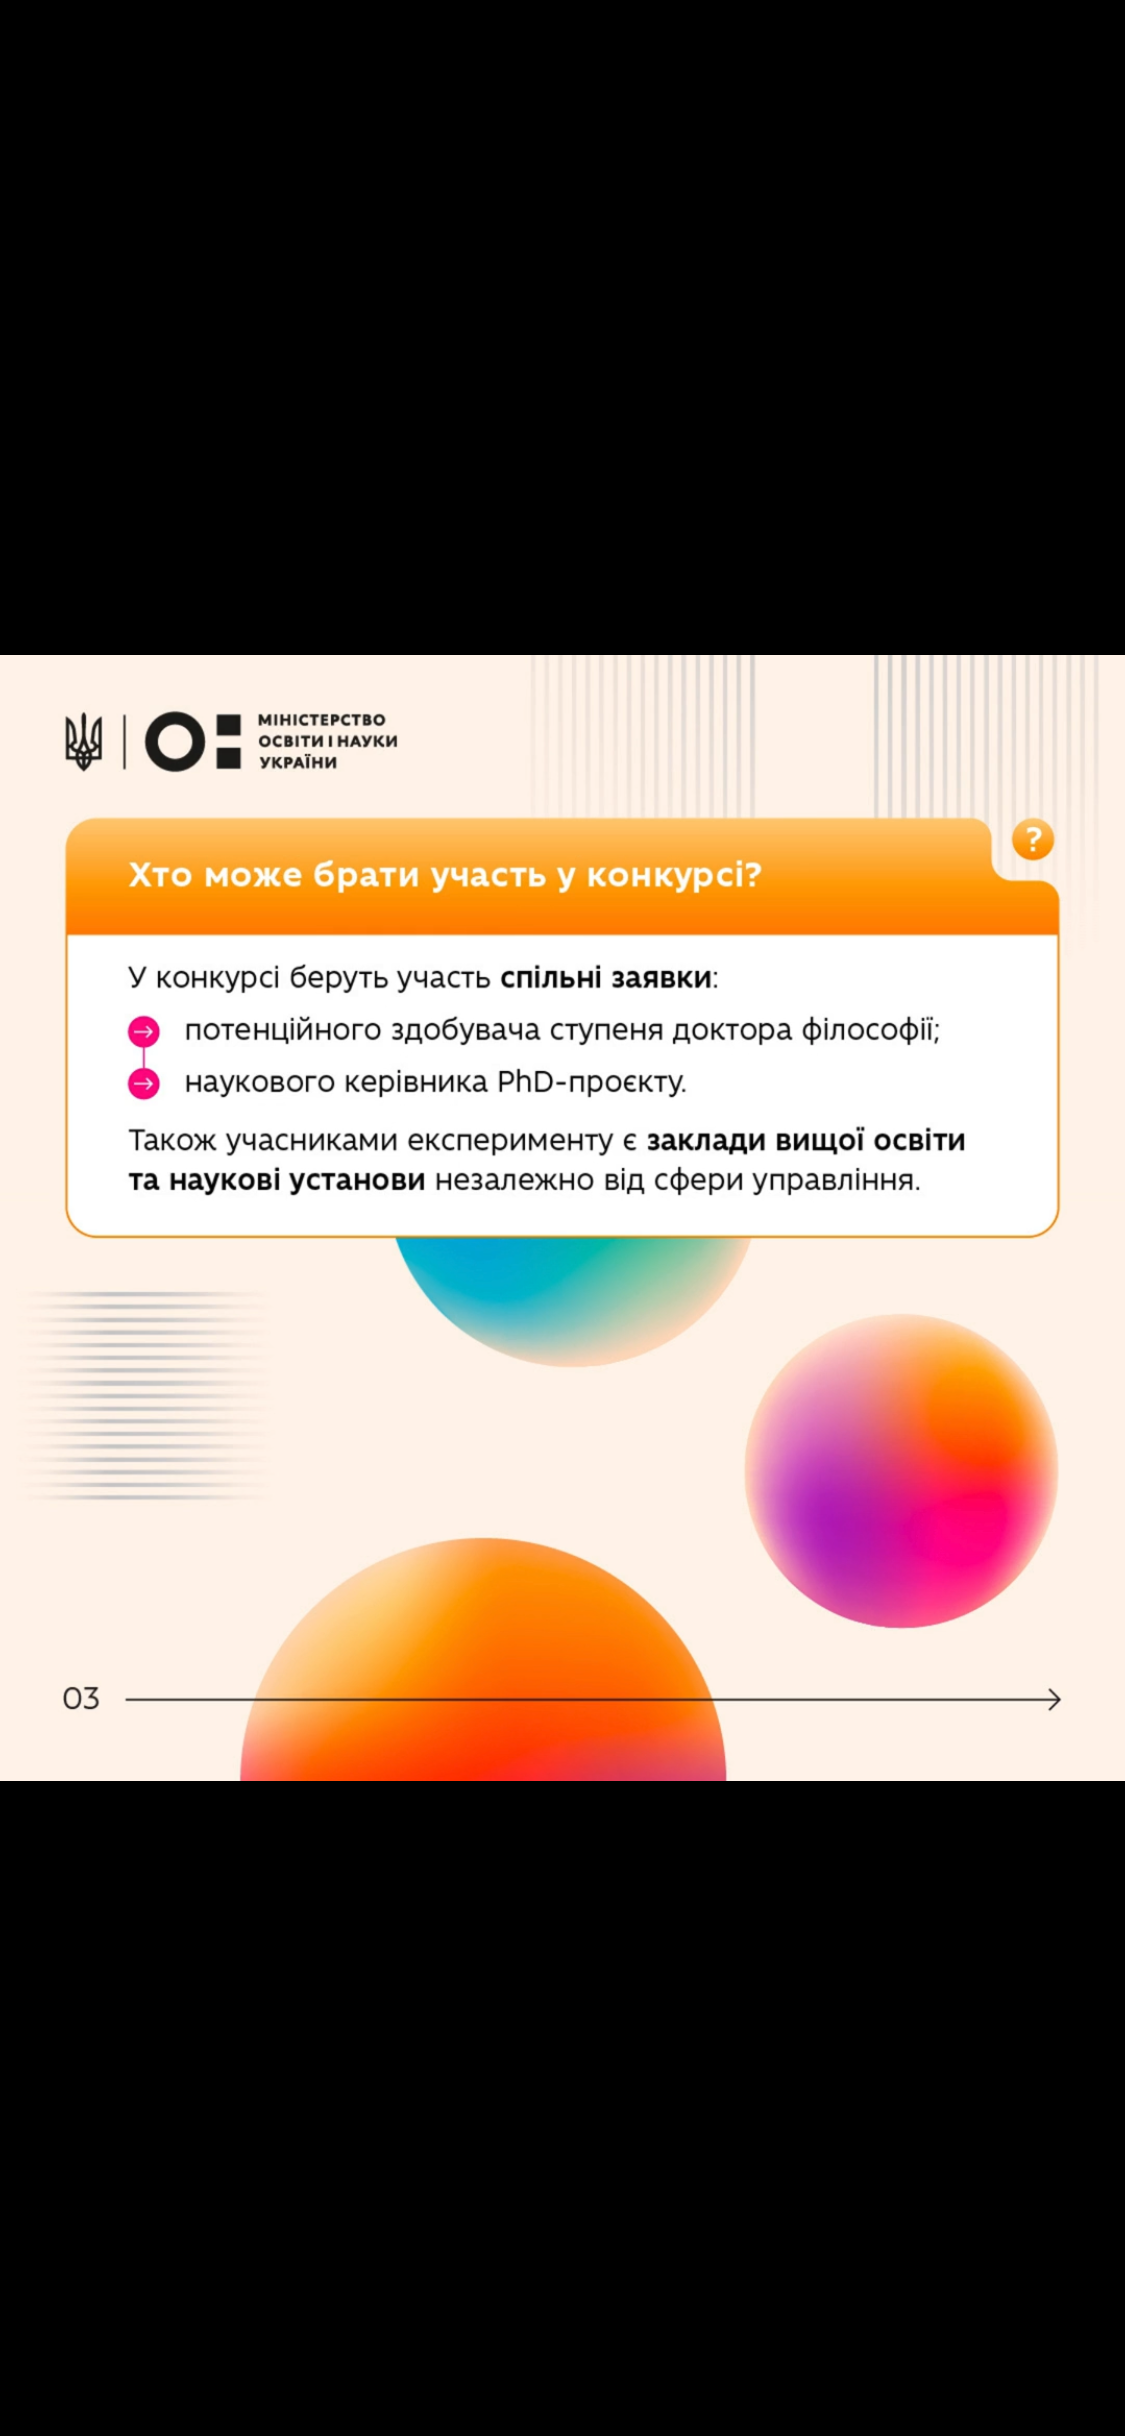 МІНІСТЕРСТВО
ОСВІТИ І НАУКИ
УКРАЇНИ
?
Хто може брати участь у конкурсі?
У конкурсі беруть участь спільні заявки:
потенційного здобувача ступеня доктора філософії;
наукового керівника PhD-проєкту.
Також учасниками експерименту є заклади вищої освіти
та наукові установи незалежно від сфери управління.
03